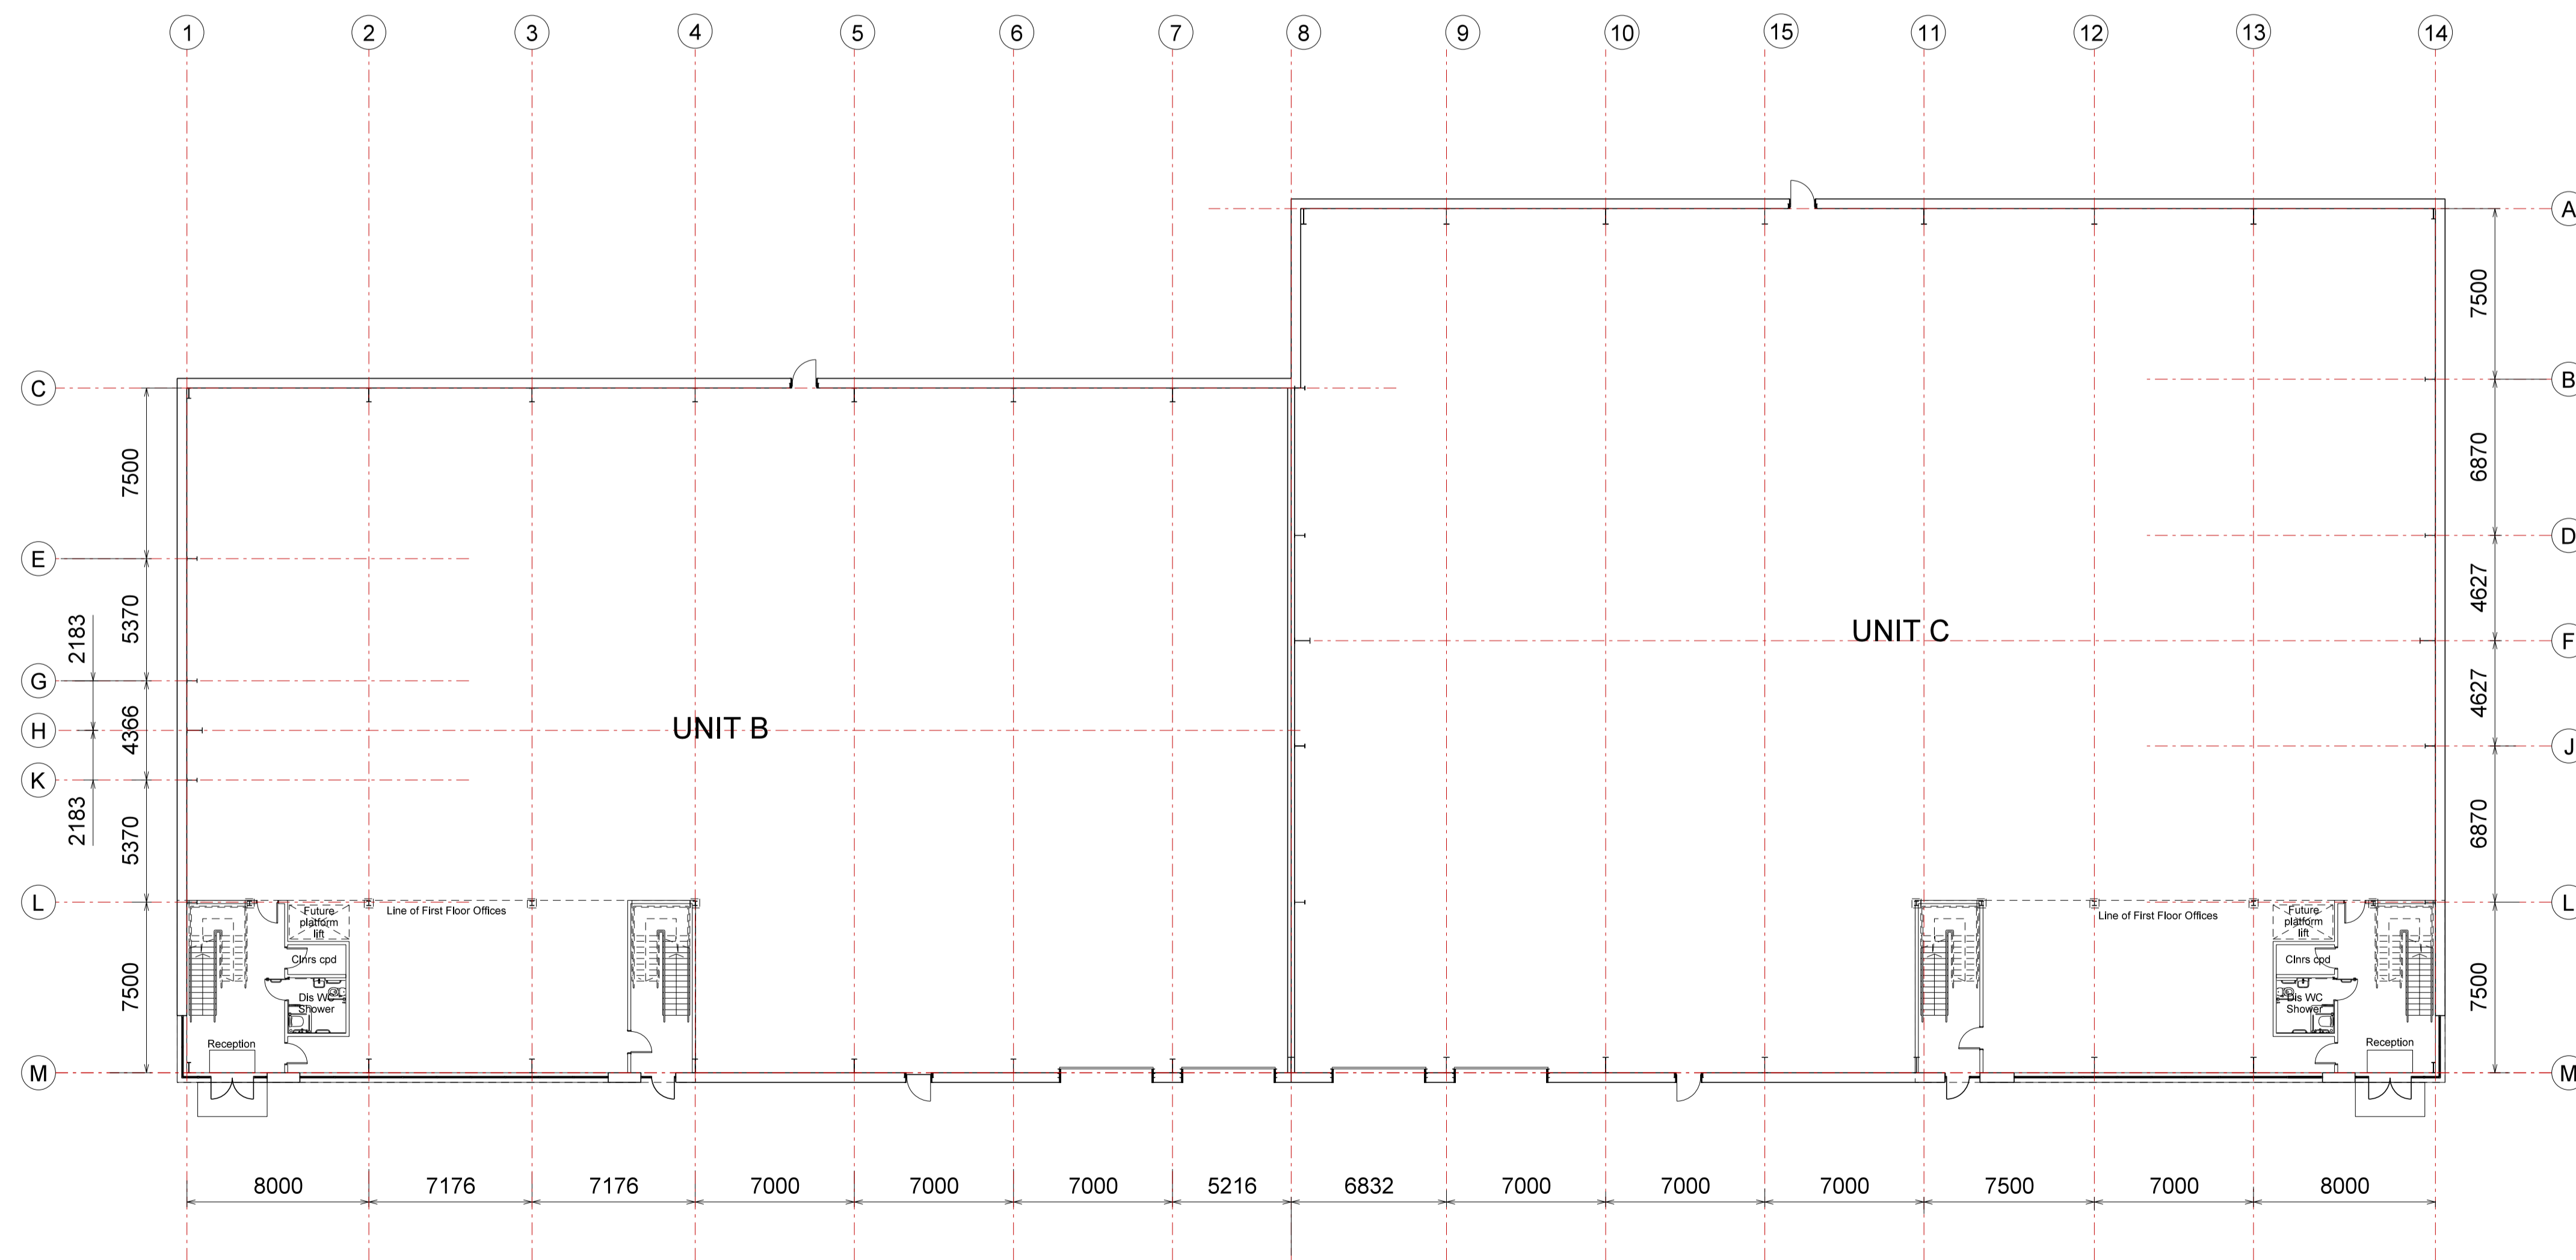 1 2 3 4 5 6 7 8 9 10 15 11 12 13 14
A
7500
B
C
7500
6870
D
E
5370
2183
4627
UNIT C
F
G
4366
4627
H
UNIT B
J
K
2183
5370
6870
L
L
Line of First Floor Offices
Future
platform
lift
Clnrs cpd
Dis WC
Shower
Reception
7500
Line of First Floor Offices
Future
platform
lift
Clnrs cpd
Dis WC
Shower
Reception
7500
M
M
8000 7176 7176 7000 7000 7000 5216 6832 7000 7000 7000 7500 7000 8000